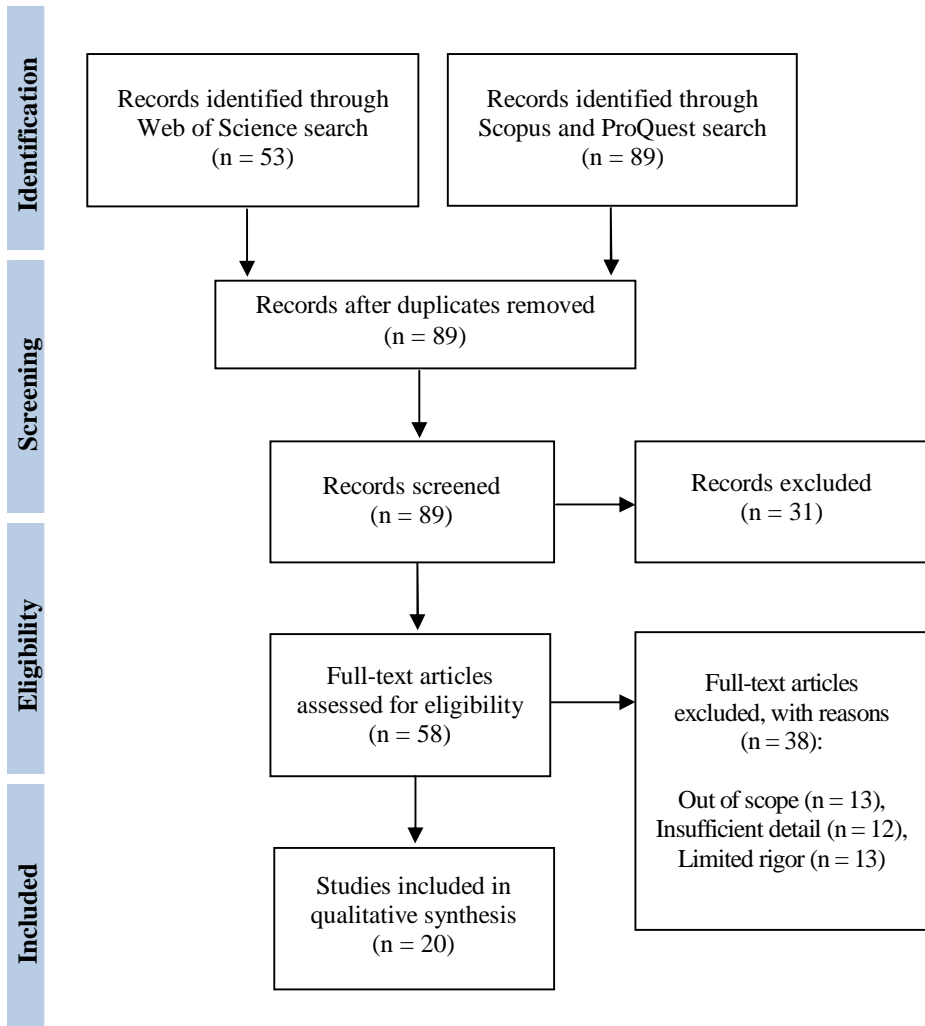 Identification
Records identified through
Web of Science search
(n = 53)
Records identified through
Scopus and ProQuest search
(n = 89)
Screening
Records after duplicates removed
(n = 89)
Records screened
(n = 89)
Records excluded
(n = 31)
Eligibility
Full-text articles
assessed for eligibility
(n = 58)
Full-text articles
excluded, with reasons
(n = 38):
Out of scope (n = 13),
Insufficient detail (n = 12),
Limited rigor (n = 13)
Included
Studies included in
qualitative synthesis
(n = 20)